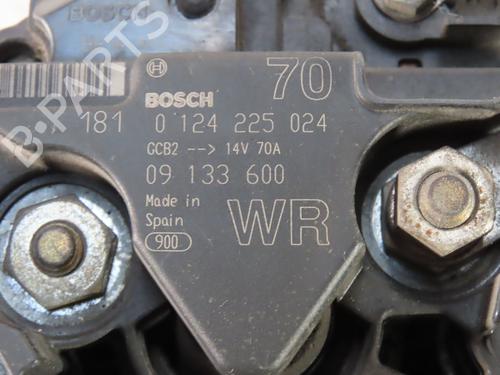 BOSCH
70
BOSCH
181 0 124 225 024
GCB2 --> 14V 70A
09 133 600
Made in
Spain
WR
900
B-PARTS